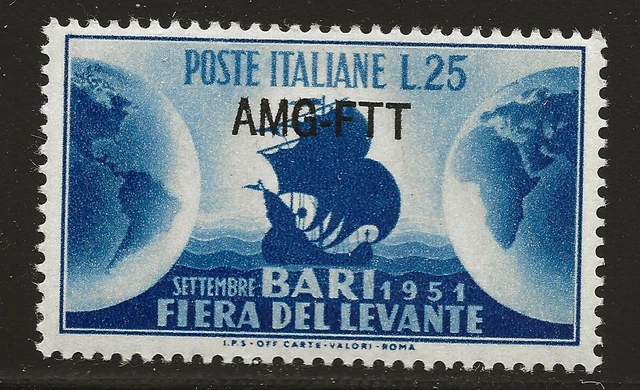 POSTE ITALIANE L.25
AMG-FTT
SETTEMBRE BARI 1951
FIERA DEL LEVANTE
I.P.S-OFF CARTE-VALORI-ROMA